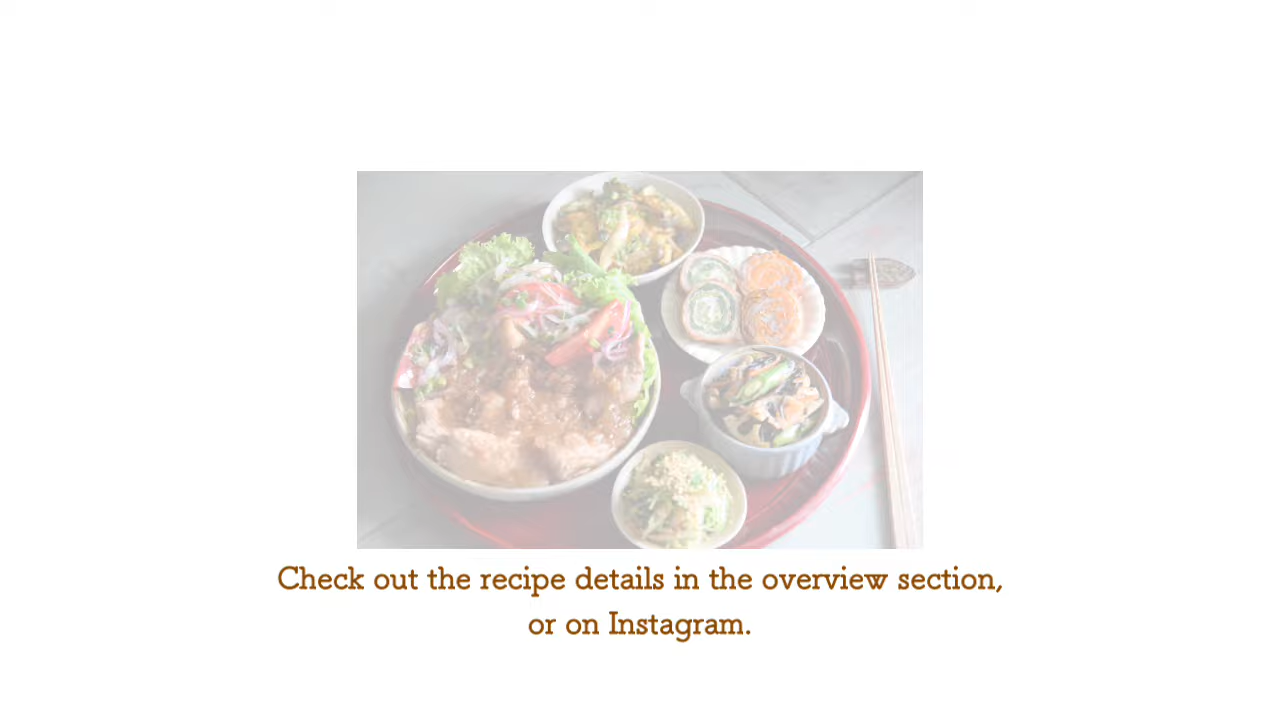 Check out the recipe details in the overview section,
or on Instagram.